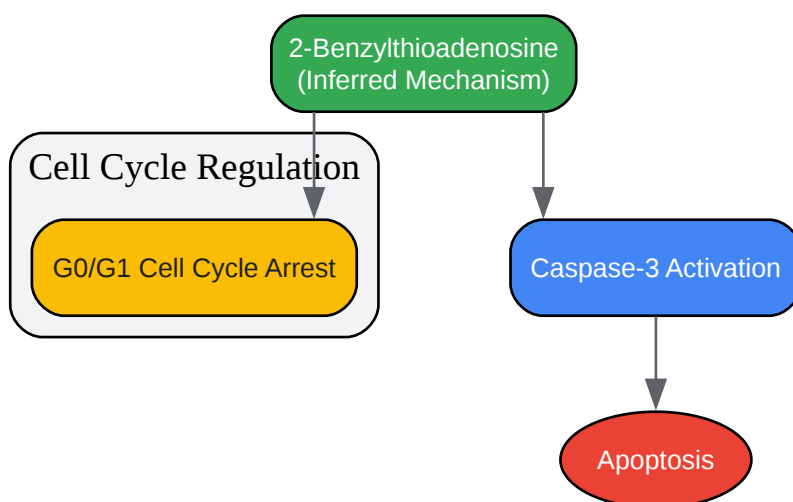 2-Benzylthioadenosine
(Inferred Mechanism)
Cell Cycle Regulation
G0/G1 Cell Cycle Arrest
Caspase-3 Activation
Apoptosis